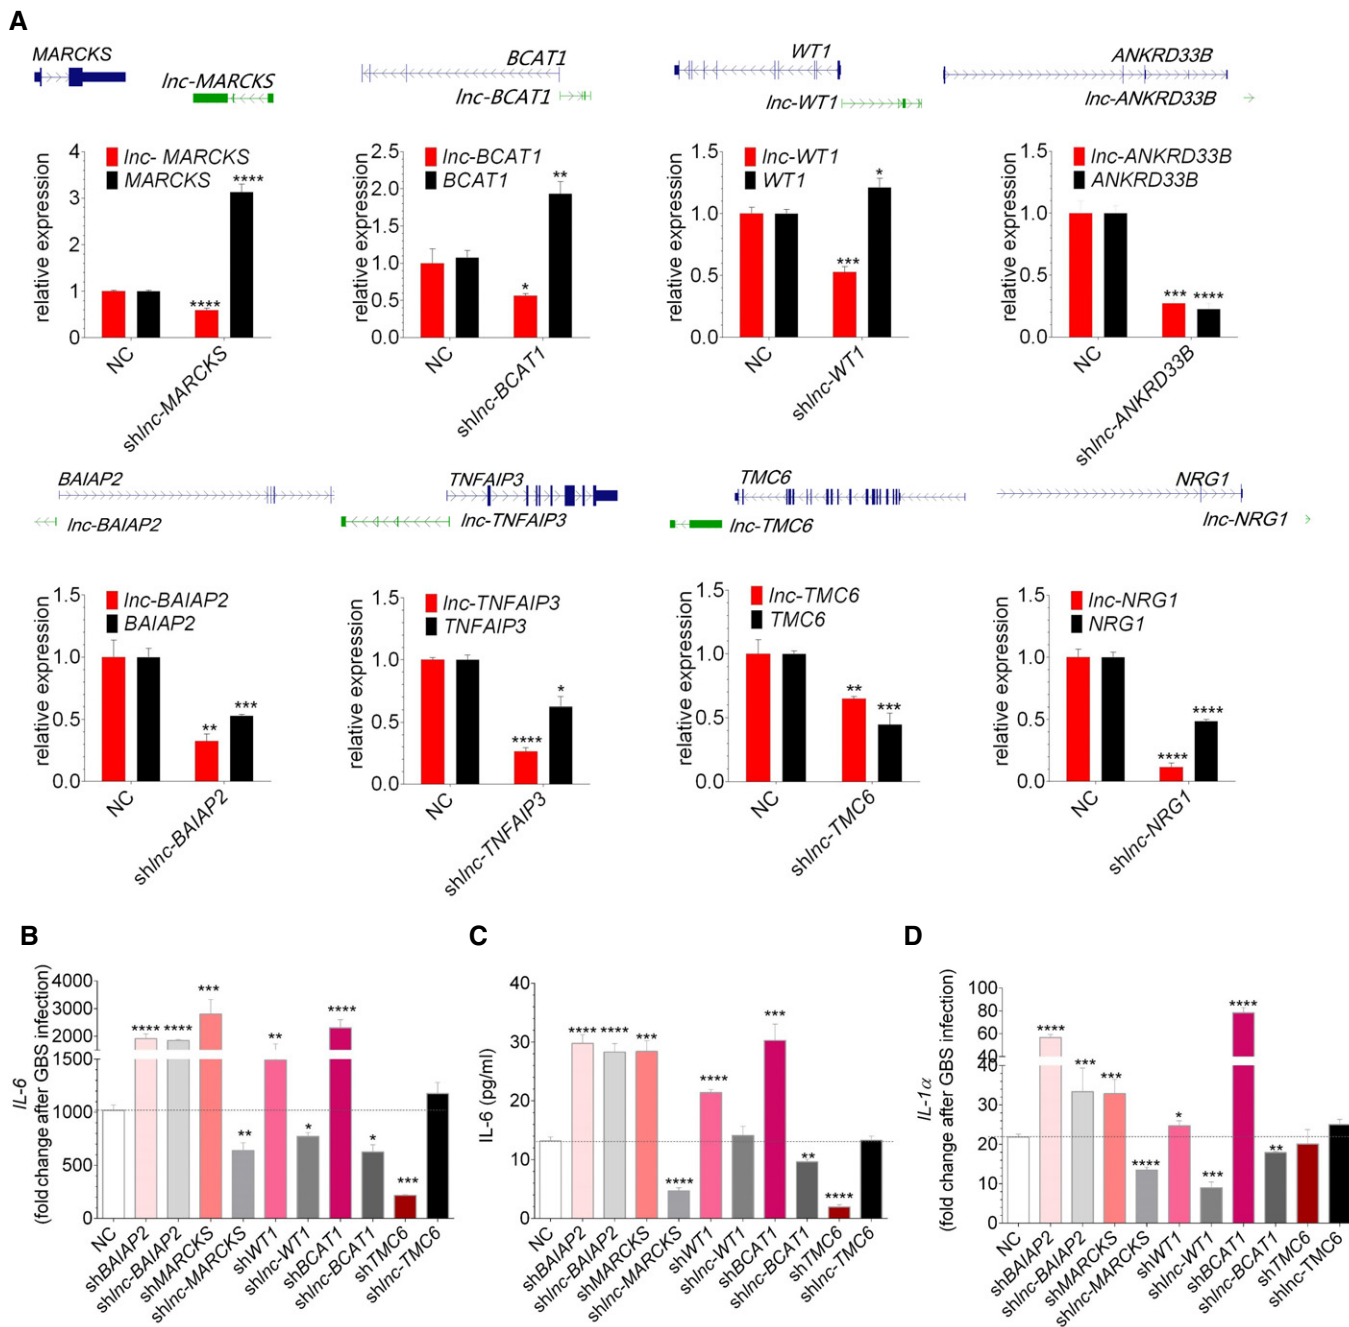 A
MARCKS
lnc-MARCKS
BCAT1
lnc-BCAT1
WT1
lnc-WT1
ANKRD33B
lnc-ANKRD33B
relative expression
4
3
2
1
0
lnc- MARCKS
MARCKS
****
****
NC
shlnc-MARCKS
relative expression
2.5
2.0
1.5
1.0
0.5
0.0
lnc-BCAT1
BCAT1
*
**
NC
shlnc-BCAT1
relative expression
1.5
1.0
0.5
0.0
lnc-WT1
WT1
***
*
NC
shlnc-WT1
relative expression
1.5
1.0
0.5
0.0
lnc-ANKRD33B
ANKRD33B
*** ****
NC
shlnc-ANKRD33B
BAIAP2
lnc-BAIAP2
TNFAIP3
lnc-TNFAIP3
TMC6
lnc-TMC6
NRG1
lnc-NRG1
relative expression
1.5
1.0
0.5
0.0
lnc-BAIAP2
BAIAP2
**
***
NC
shlnc-BAIAP2
relative expression
1.5
1.0
0.5
0.0
lnc-TNFAIP3
TNFAIP3
****
*
NC
shlnc-TNFAIP3
relative expression
1.5
1.0
0.5
0.0
lnc-TMC6
TMC6
**
***
NC
shlnc-TMC6
relative expression
1.5
1.0
0.5
0.0
lnc-NRG1
NRG1
****
****
NC
shlnc-NRG1
B
IL-6
(fold change after GBS infection)
4000
3000
2000
1500
1000
500
0
**** **** *** ** ** * **** * ***
NC
shBAIAP2
shlnc-BAIAP2
shMARCKS
shlnc-MARCKS
shWT1
shlnc-WT1
shBCAT1
shlnc-BCAT1
shTMC6
shlnc-TMC6
C
IL-6 (pg/ml)
40
30
20
10
0
**** **** *** **** **** *** ** ****
NC
shBAIAP2
shlnc-BAIAP2
shMARCKS
shlnc-MARCKS
shWT1
shlnc-WT1
shBCAT1
shlnc-BCAT1
shTMC6
shlnc-TMC6
D
IL-1α
(fold change after GBS infection)
100
80
60
40
40
30
20
10
0
**** *** *** **** * *** **** **
NC
shBAIAP2
shlnc-BAIAP2
shMARCKS
shlnc-MARCKS
shWT1
shlnc-WT1
shBCAT1
shlnc-BCAT1
shTMC6
shlnc-TMC6